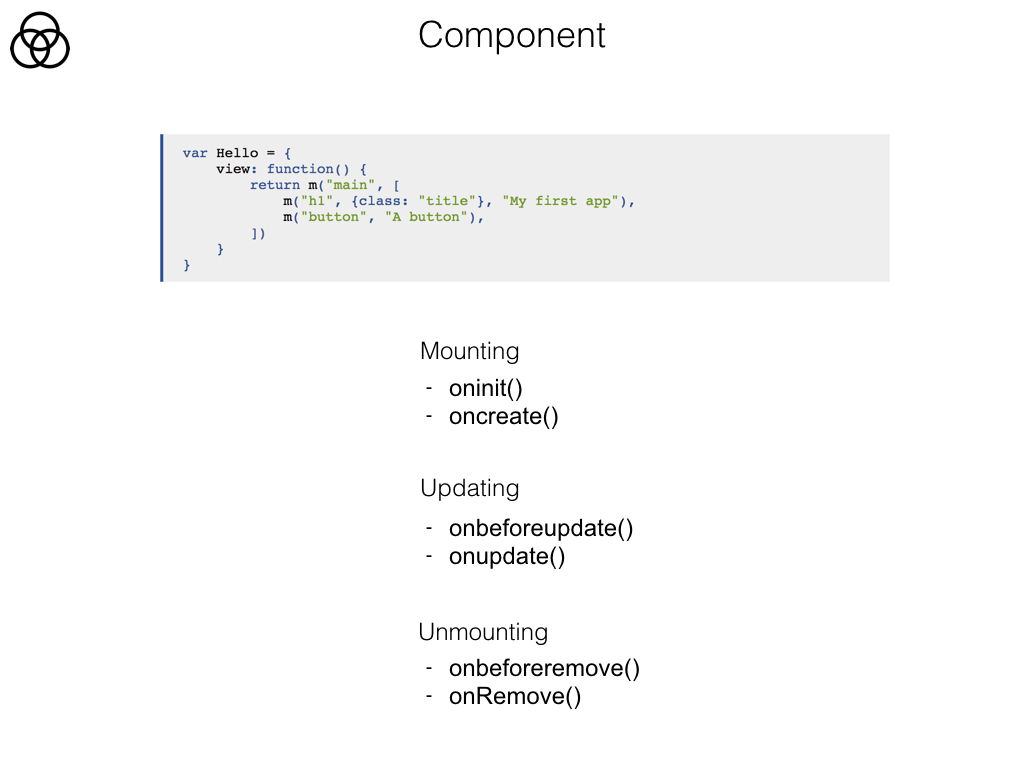 Component
var Hello = {
    view: function() {
        return m("main", [
            m("h1", {class: "title"}, "My first app"),
            m("button", "A button"),
        ])
    }
}
Mounting
- oninit()
- oncreate()
Updating
- onbeforeupdate()
- onupdate()
Unmounting
- onbeforeremove()
- onRemove()